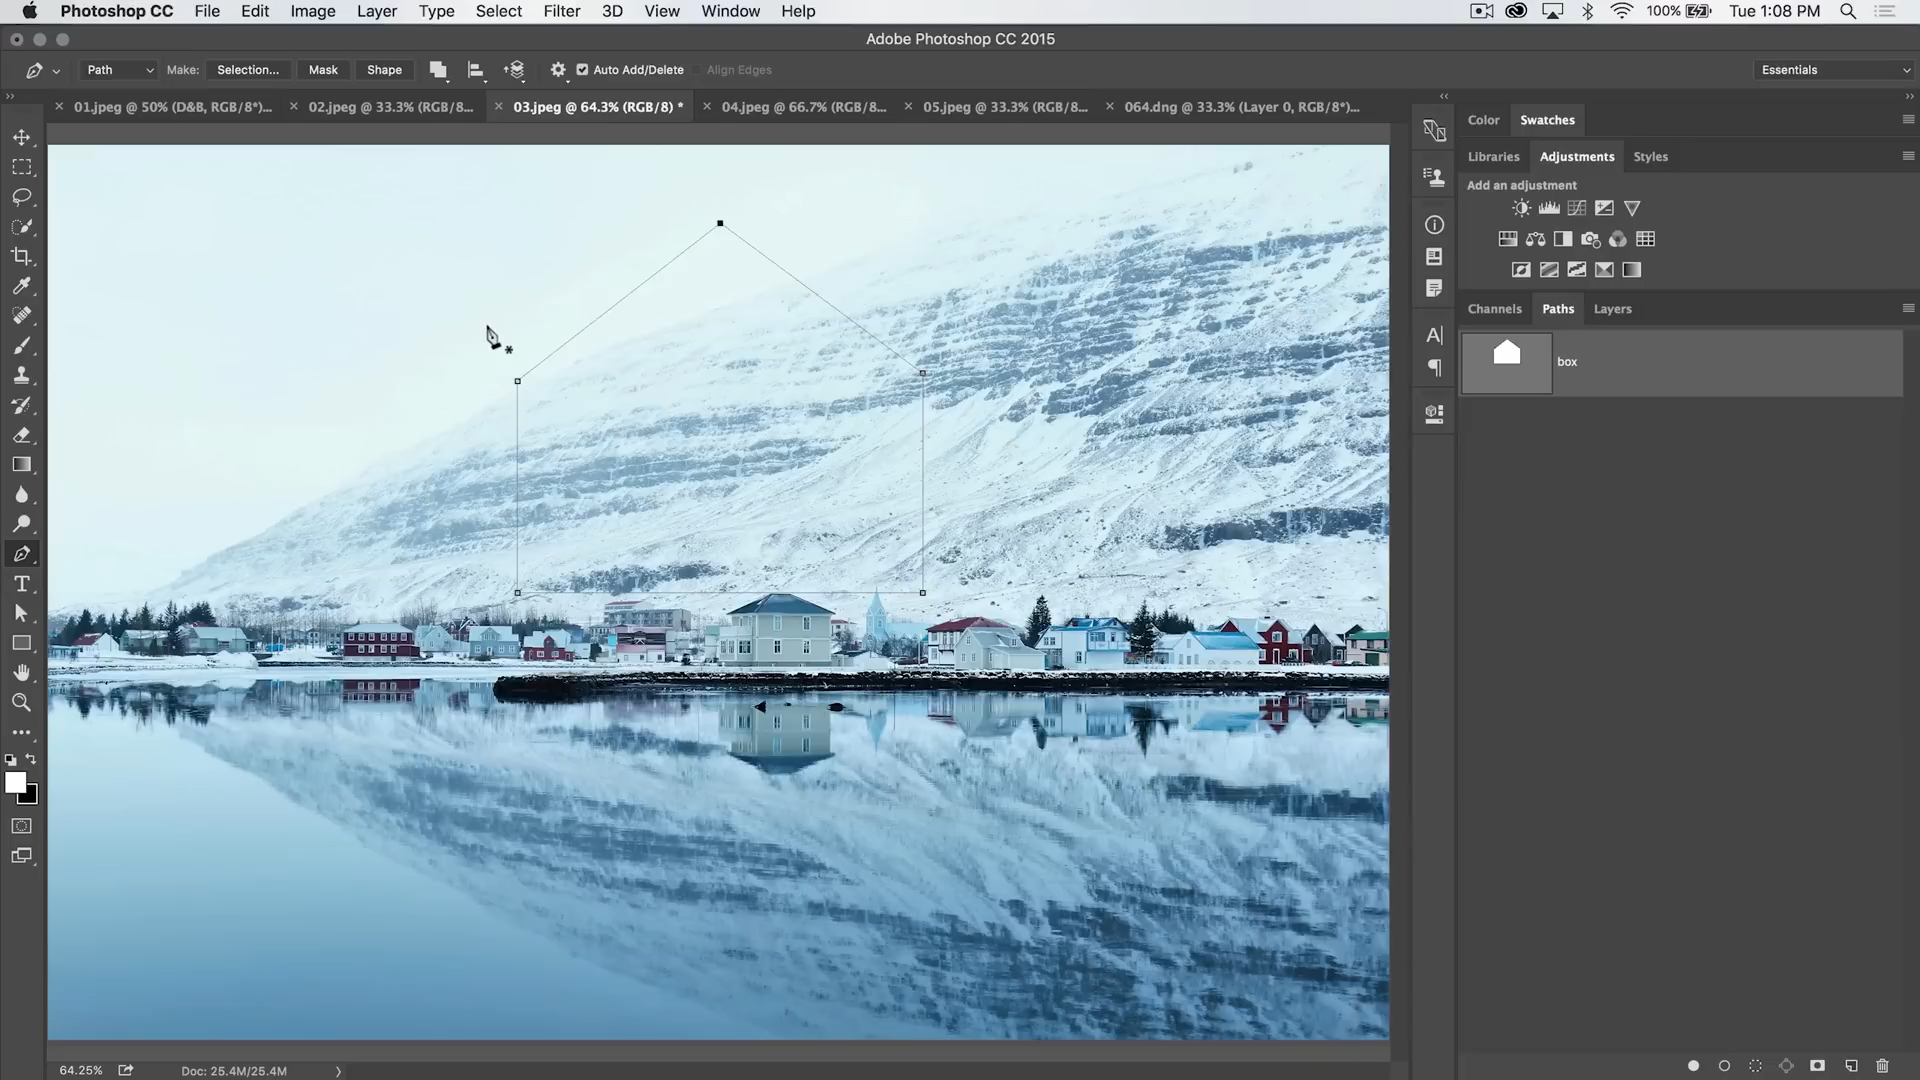 Photoshop CC File Edit Image Layer Type Select Filter 3D View Window Help 100% Tue 1:08 PM
Adobe Photoshop CC 2015
Path Make: Selection... Mask Shape Auto Add/Delete Align Edges Essentials
01.jpeg @ 50% (D&B, RGB/8*)... 02.jpeg @ 33.3% (RGB/8... 03.jpeg @ 64.3% (RGB/8) * 04.jpeg @ 66.7% (RGB/8... 05.jpeg @ 33.3% (RGB/8... 064.dng @ 33.3% (Layer 0, RGB/8*)...
Color Swatches
Libraries Adjustments Styles
Add an adjustment
Channels Paths Layers
box
64.25% Doc: 25.4M/25.4M